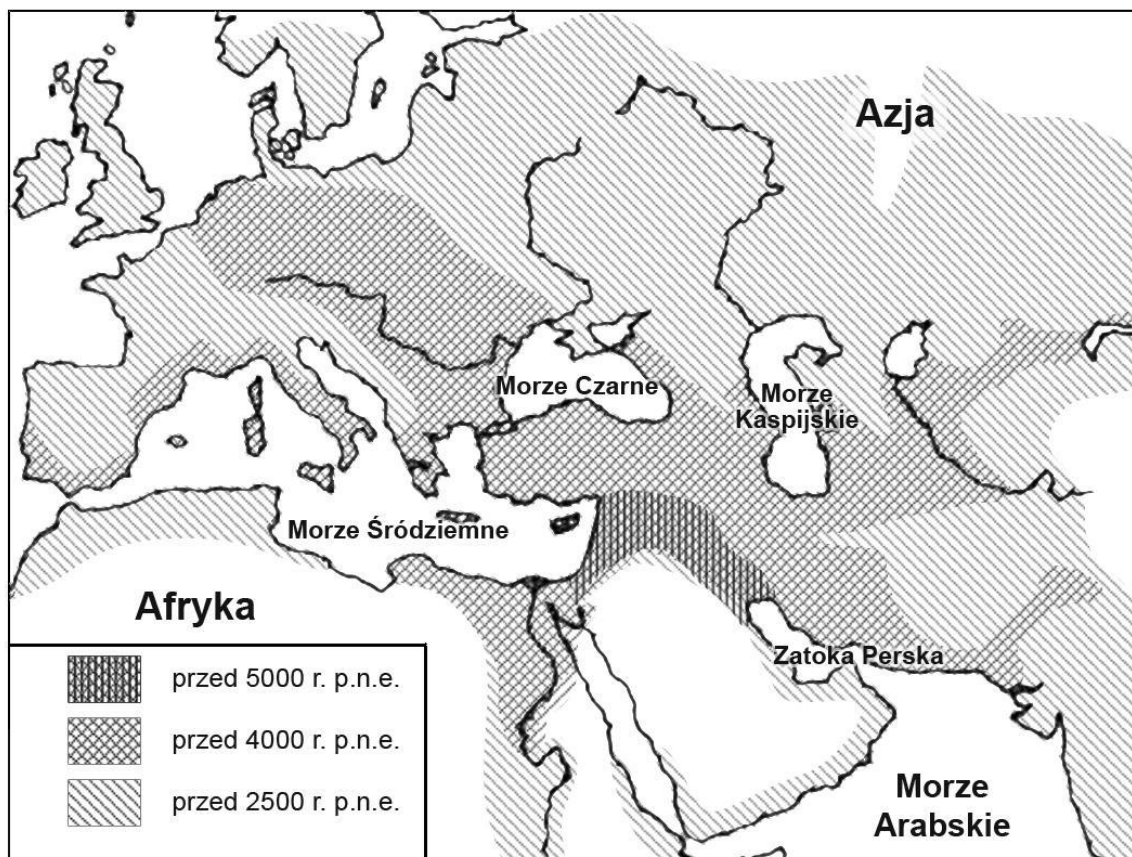 Azja
Morze Czarne
Morze
Kaspijskie
Morze Śródziemne
Afryka
Zatoka Perska
przed 5000 r. p.n.e.
przed 4000 r. p.n.e.
przed 2500 r. p.n.e.
Morze
Arabskie